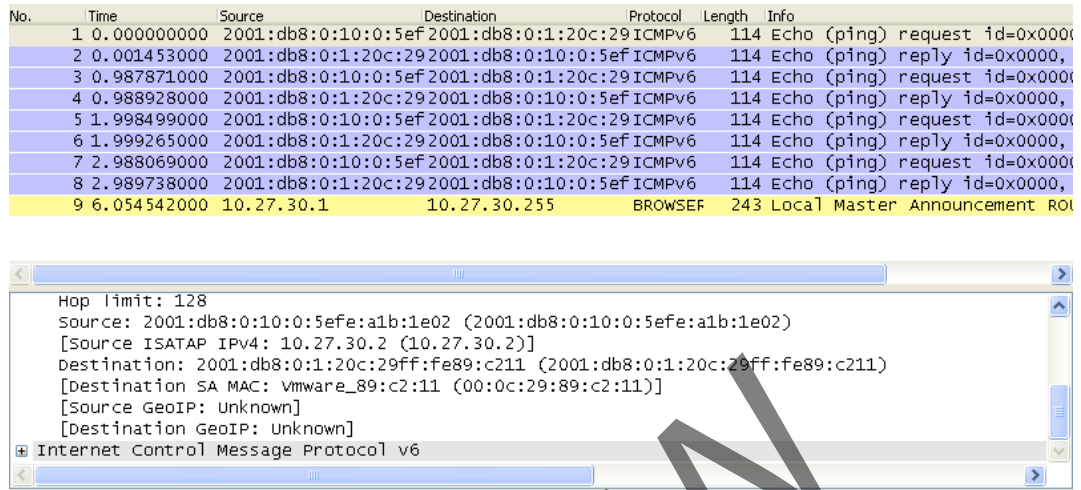 No. Time Source Destination Protocol Length Info
1 0.000000000 2001:db8:0:10:0:5ef 2001:db8:0:1:20c:29 ICMPv6 114 Echo (ping) request id=0x000
2 0.001453000 2001:db8:0:1:20c:29 2001:db8:0:10:0:5ef ICMPv6 114 Echo (ping) reply id=0x0000,
3 0.987871000 2001:db8:0:10:0:5ef 2001:db8:0:1:20c:29 ICMPv6 114 Echo (ping) request id=0x000
4 0.988928000 2001:db8:0:1:20c:29 2001:db8:0:10:0:5ef ICMPv6 114 Echo (ping) reply id=0x0000,
5 1.998499000 2001:db8:0:10:0:5ef 2001:db8:0:1:20c:29 ICMPv6 114 Echo (ping) request id=0x000
6 1.999265000 2001:db8:0:1:20c:29 2001:db8:0:10:0:5ef ICMPv6 114 Echo (ping) reply id=0x0000,
7 2.988069000 2001:db8:0:10:0:5ef 2001:db8:0:1:20c:29 ICMPv6 114 Echo (ping) request id=0x000
8 2.989738000 2001:db8:0:1:20c:29 2001:db8:0:10:0:5ef ICMPv6 114 Echo (ping) reply id=0x0000,
9 6.054542000 10.27.30.1 10.27.30.255 BROWSER 243 Local Master Announcement ROU
Hop limit: 128
Source: 2001:db8:0:10:0:5efe:a1b:1e02 (2001:db8:0:10:0:5efe:a1b:1e02)
[Source ISATAP IPv4: 10.27.30.2 (10.27.30.2)]
Destination: 2001:db8:0:1:20c:29ff:fe89:c211 (2001:db8:0:1:20c:29ff:fe89:c211)
[Destination SA MAC: Vmware_89:c2:11 (00:0c:29:89:c2:11)]
[Source GeoIP: Unknown]
[Destination GeoIP: Unknown]
Internet Control Message Protocol v6